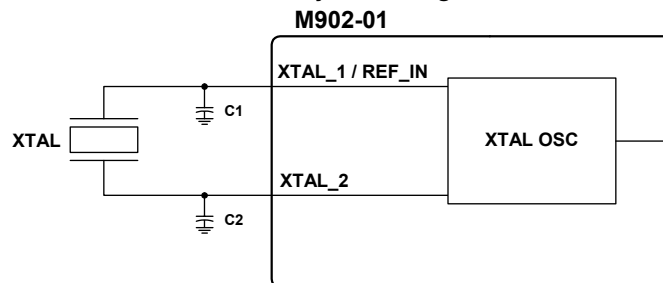 M902-01
XTAL_1 / REF_IN
C1
XTAL
XTAL OSC
XTAL_2
C2